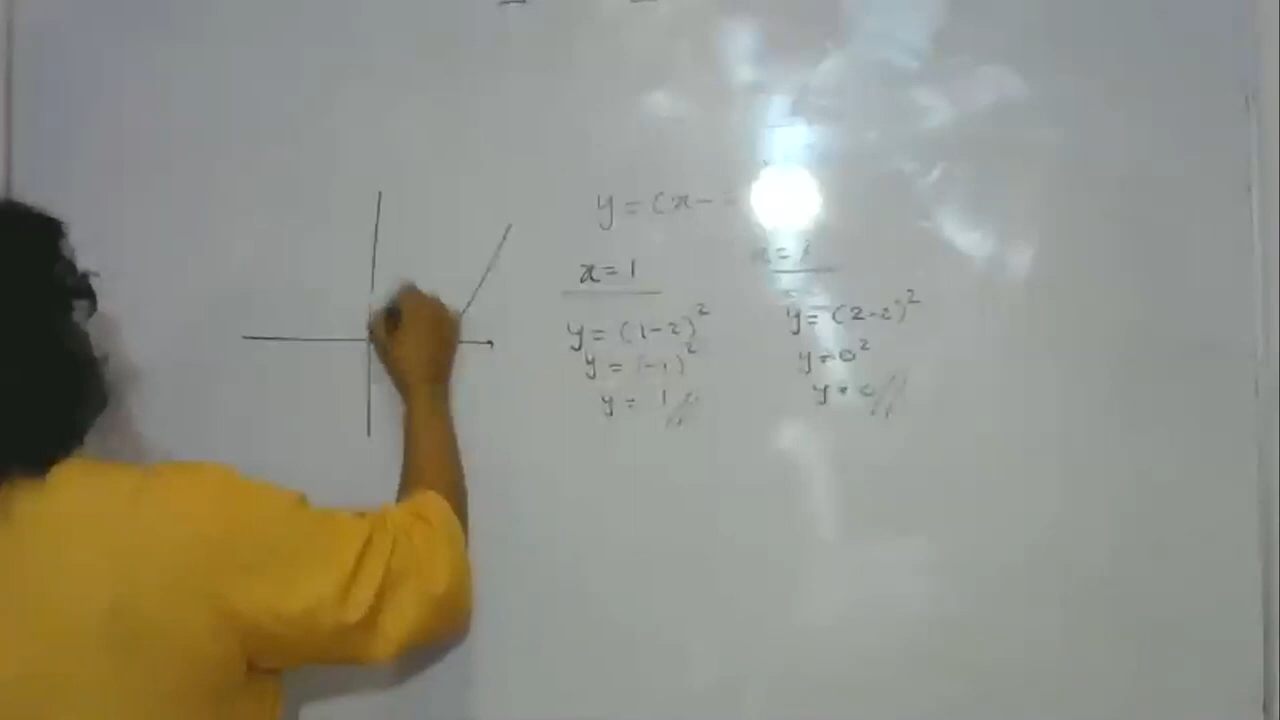 y = (x-
x = 1
y = (1-2)²
y = (-1)²
y = 1
x =
y = (2-2)²
y = 0²
y = 0